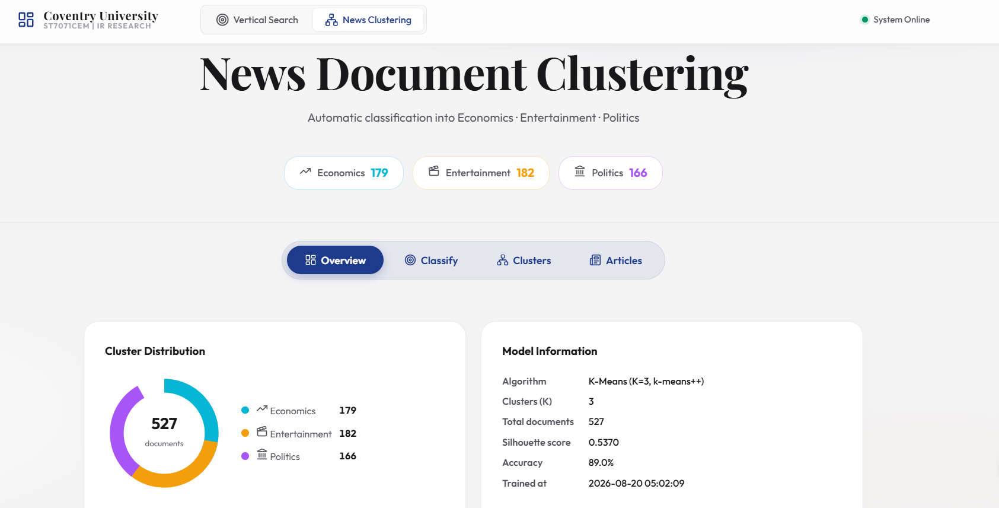 Coventry University
ST7071CEM | IR RESEARCH
Vertical Search
News Clustering
System Online
News Document Clustering
Automatic classification into Economics · Entertainment · Politics
Economics 179
Entertainment 182
Politics 166
Overview
Classify
Clusters
Articles
Cluster Distribution
527
documents
Economics 179
Entertainment 182
Politics 166
Model Information
Algorithm K-Means (K=3, k-means++)
Clusters (K) 3
Total documents 527
Silhouette score 0.5370
Accuracy 89.0%
Trained at 2026-08-20 05:02:09